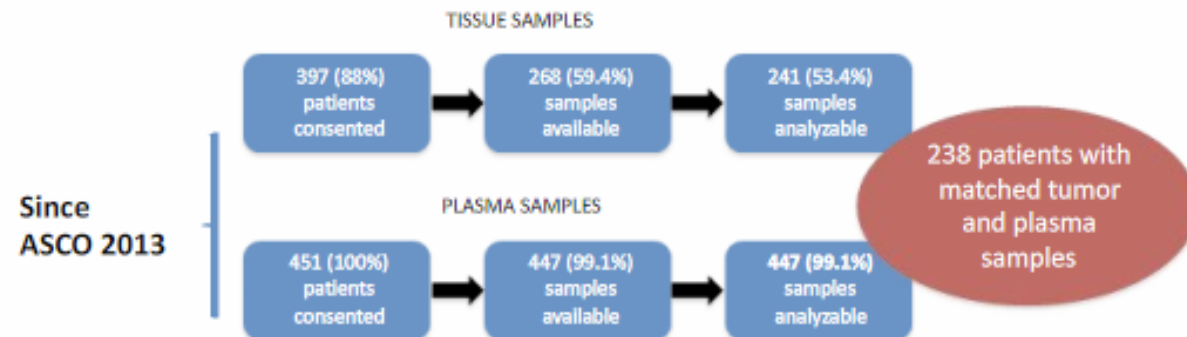 TISSUE SAMPLES
397 (88%)
patients
consented
268 (59.4%)
samples
available
241 (53.4%)
samples
analyzable
238 patients with
matched tumor
and plasma
samples
Since
ASCO 2013
PLASMA SAMPLES
451 (100%)
patients
consented
447 (99.1%)
samples
available
447 (99.1%)
samples
analyzable